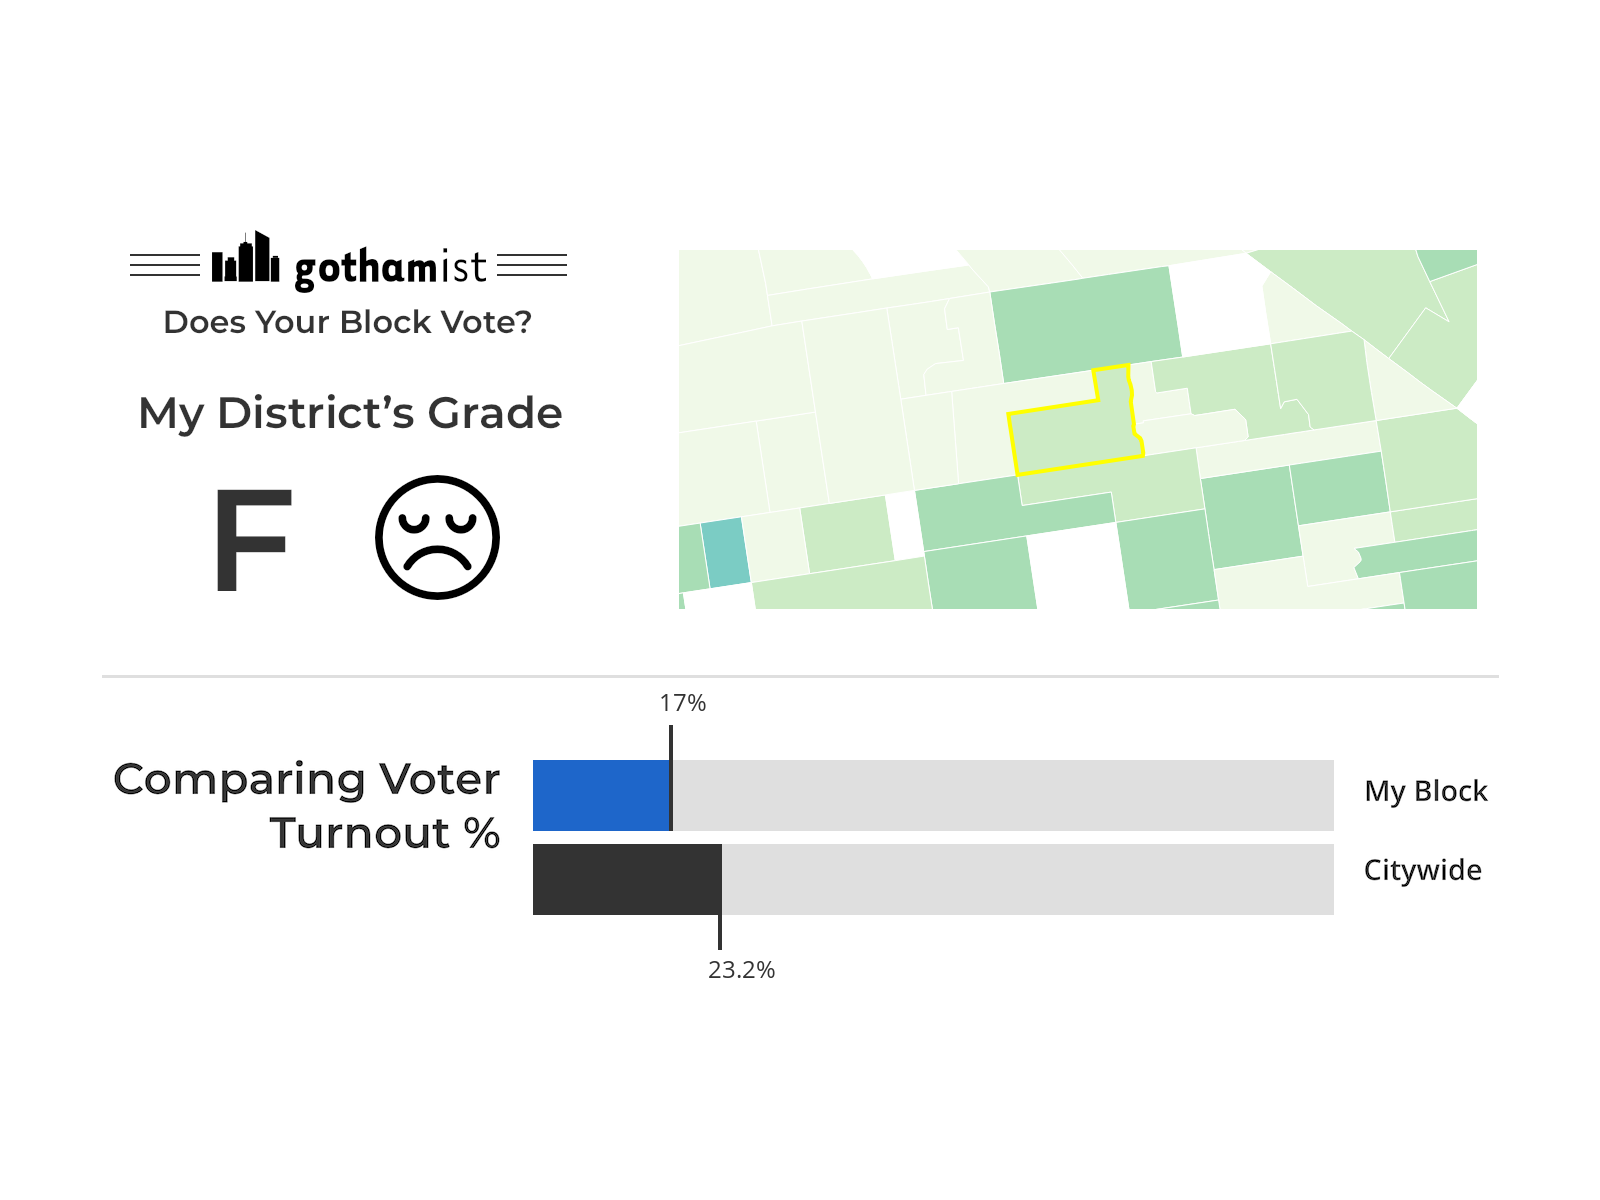 gothamist
Does Your Block Vote?
My District’s Grade
F
17%
Comparing Voter
Turnout %
My Block
Citywide
23.2%